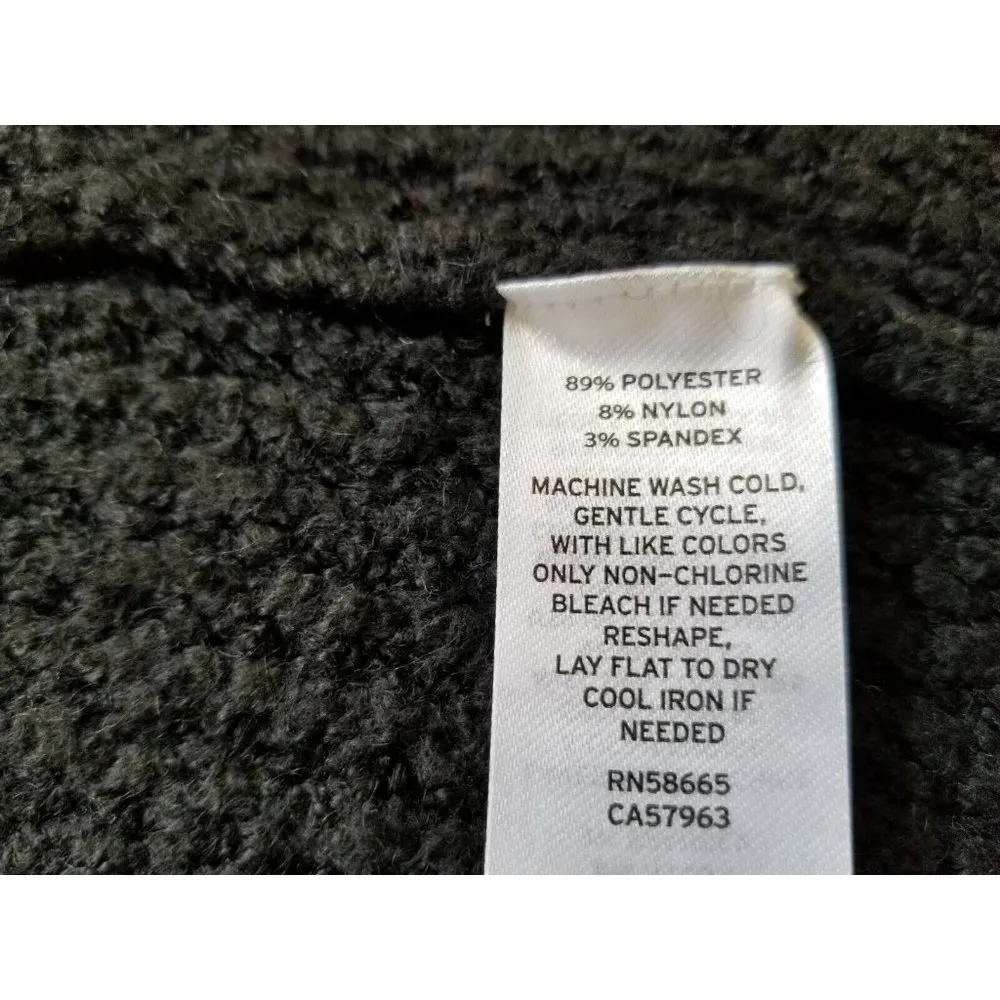 89% POLYESTER
8% NYLON
3% SPANDEX
MACHINE WASH COLD,
GENTLE CYCLE,
WITH LIKE COLORS
ONLY NON-CHLORINE
BLEACH IF NEEDED
RESHAPE,
LAY FLAT TO DRY
COOL IRON IF
NEEDED
RN58665
CA57963